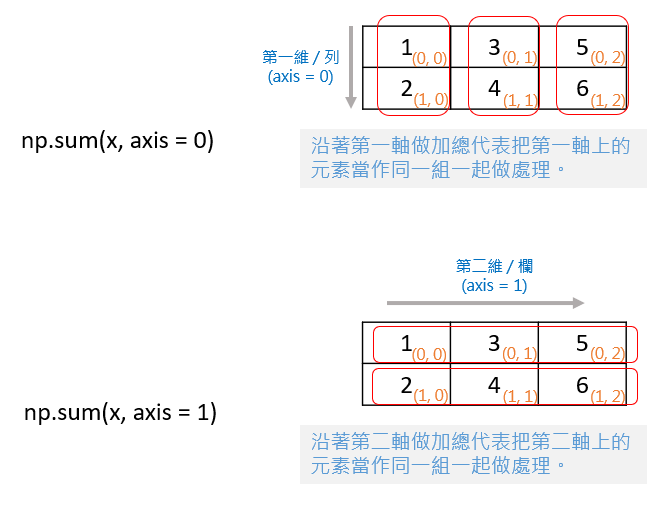 第一維 / 列
(axis = 0)
1(0, 0) 3(0, 1) 5(0, 2)
2(1, 0) 4(1, 1) 6(1, 2)
np.sum(x, axis = 0)
沿著第一軸做加總代表把第一軸上的
元素當作同一組一起做處理。
第二維 / 欄
(axis = 1)
1(0, 0) 3(0, 1) 5(0, 2)
2(1, 0) 4(1, 1) 6(1, 2)
np.sum(x, axis = 1)
沿著第二軸做加總代表把第二軸上的
元素當作同一組一起做處理。